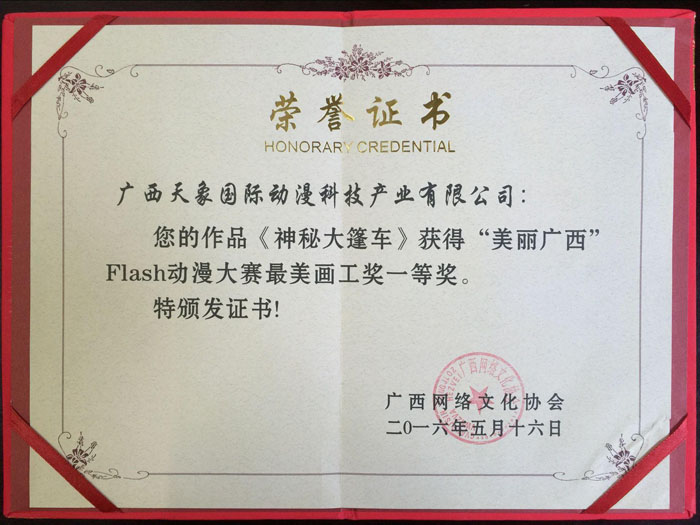 荣誉证书
HONORARY CREDENTIAL
广西天象国际动漫科技产业有限公司：
您的作品《神秘大篷车》获得“美丽广西”
Flash动漫大赛最美画工奖一等奖。
特颁发证书!
广西网络文化协会
二0一六年五月十六日